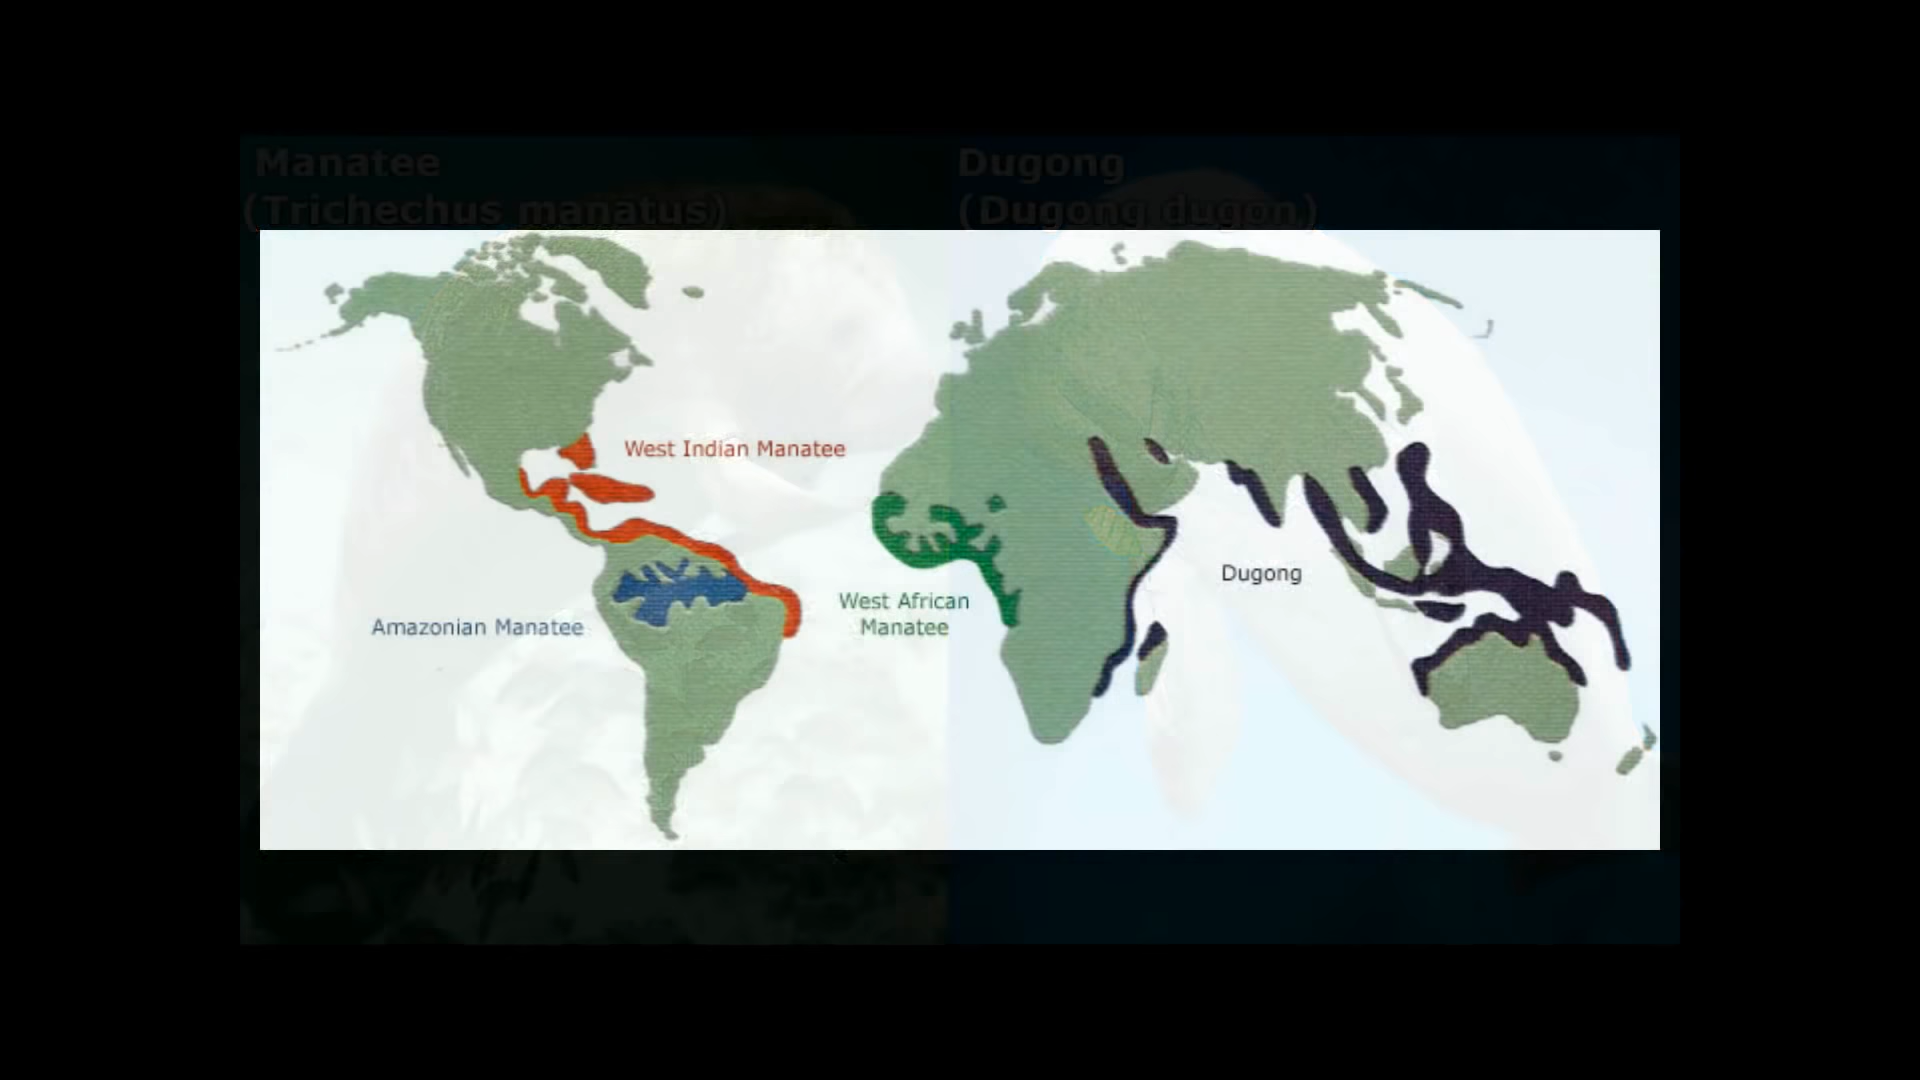 Manatee
(Trichechus manatus)
Dugong
(Dugong dugon)
West Indian Manatee
Amazonian Manatee
West African
Manatee
Dugong